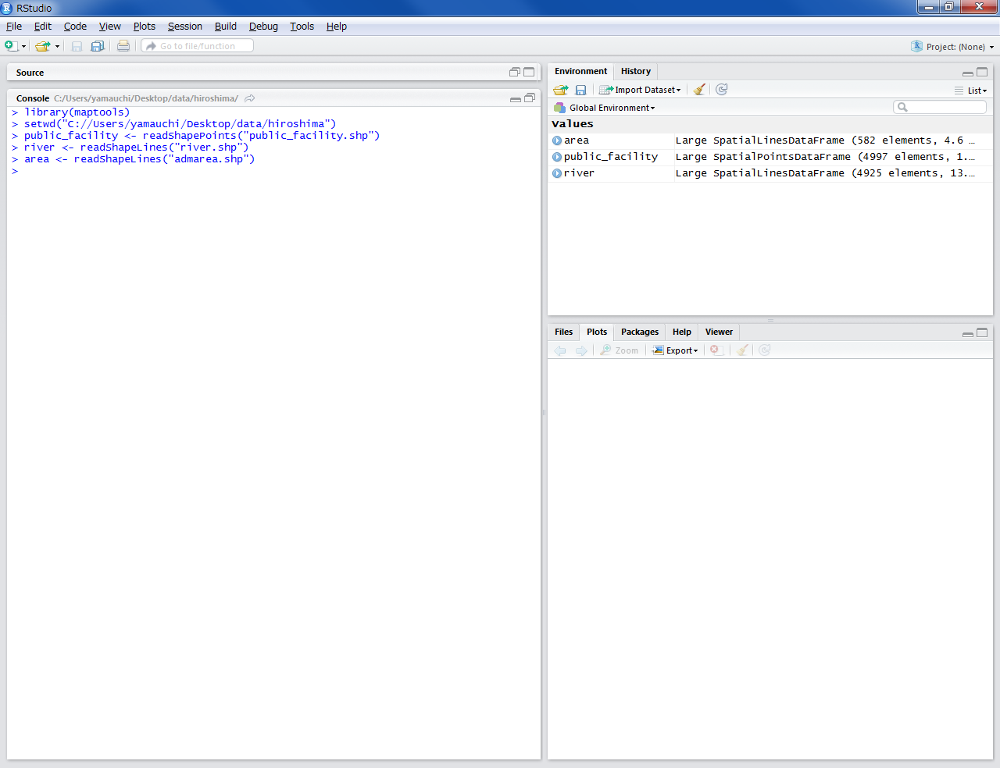 RStudio
File Edit Code View Plots Session Build Debug Tools Help
Go to file/function
Project: (None)
Source
Console C:/Users/yamauchi/Desktop/data/hiroshima/
> library(maptools)
> setwd("C://Users/yamauchi/Desktop/data/hiroshima")
> public_facility <- readShapePoints("public_facility.shp")
> river <- readShapeLines("river.shp")
> area <- readShapeLines("admarea.shp")
>
Environment History
Import Dataset
List
Global Environment
Values
area Large SpatialLinesDataFrame (582 elements, 4.6 …
public_facility Large SpatialPointsDataFrame (4997 elements, 1.…
river Large SpatialLinesDataFrame (4925 elements, 13.…
Files Plots Packages Help Viewer
Zoom Export